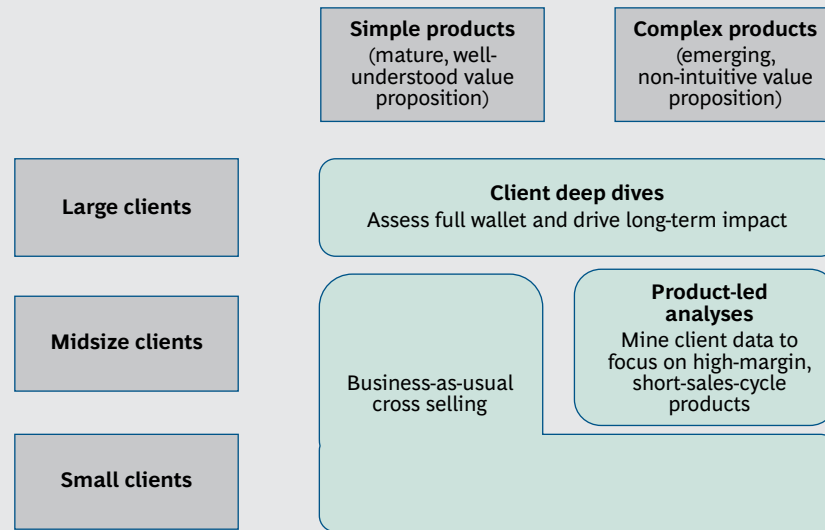 Simple products
(mature, well-
understood value
proposition)
Complex products
(emerging,
non-intuitive value
proposition)
Large clients
Client deep dives
Assess full wallet and drive long-term impact
Midsize clients
Business-as-usual
cross selling
Product-led
analyses
Mine client data to
focus on high-margin,
short-sales-cycle
products
Small clients